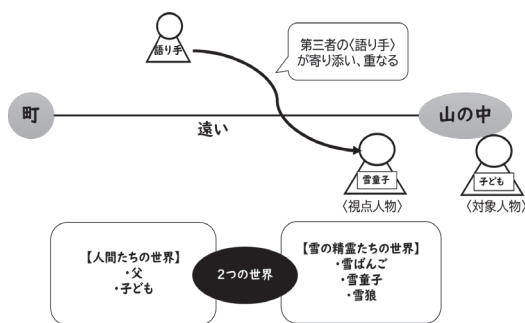 語り手
第三者の〈語り手〉
が寄り添い、重なる
町
遠い
山の中
雪童子
〈視点人物〉
子ども
〈対象人物〉
【人間たちの世界】
・父
・子ども
2つの世界
【雪の精霊たちの世界】
・雪ばんご
・雪童子
・雪狼